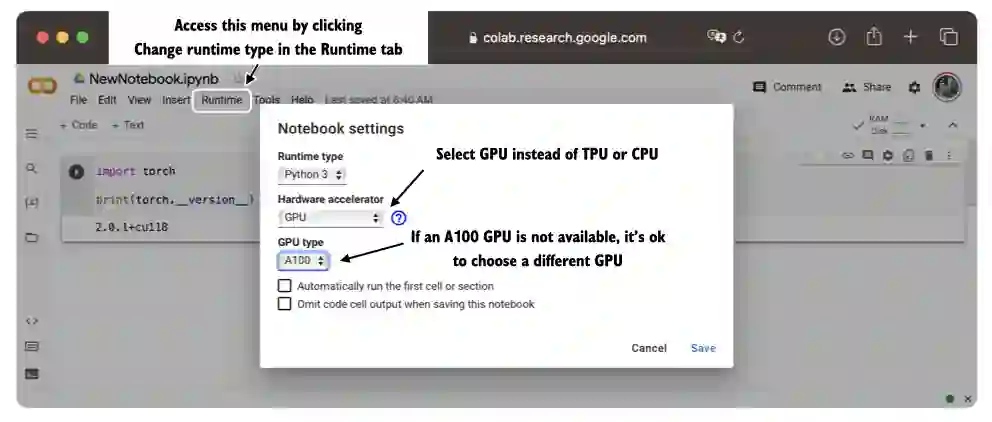 Access this menu by clicking
Change runtime type in the Runtime tab
colab.research.google.com
NewNotebook.ipynb
File Edit View Insert Runtime Tools Help Last saved at 6:40 AM
Comment
Share
+ Code + Text
RAM
Disk
Notebook settings
Runtime type
Python 3
Select GPU instead of TPU or CPU
Hardware accelerator
GPU
?
If an A100 GPU is not available, it's ok
to choose a different GPU
GPU type
A100
Automatically run the first cell or section
Omit code cell output when saving this notebook
Cancel Save
import torch
print(torch.__version__)
2.0.1+cu118